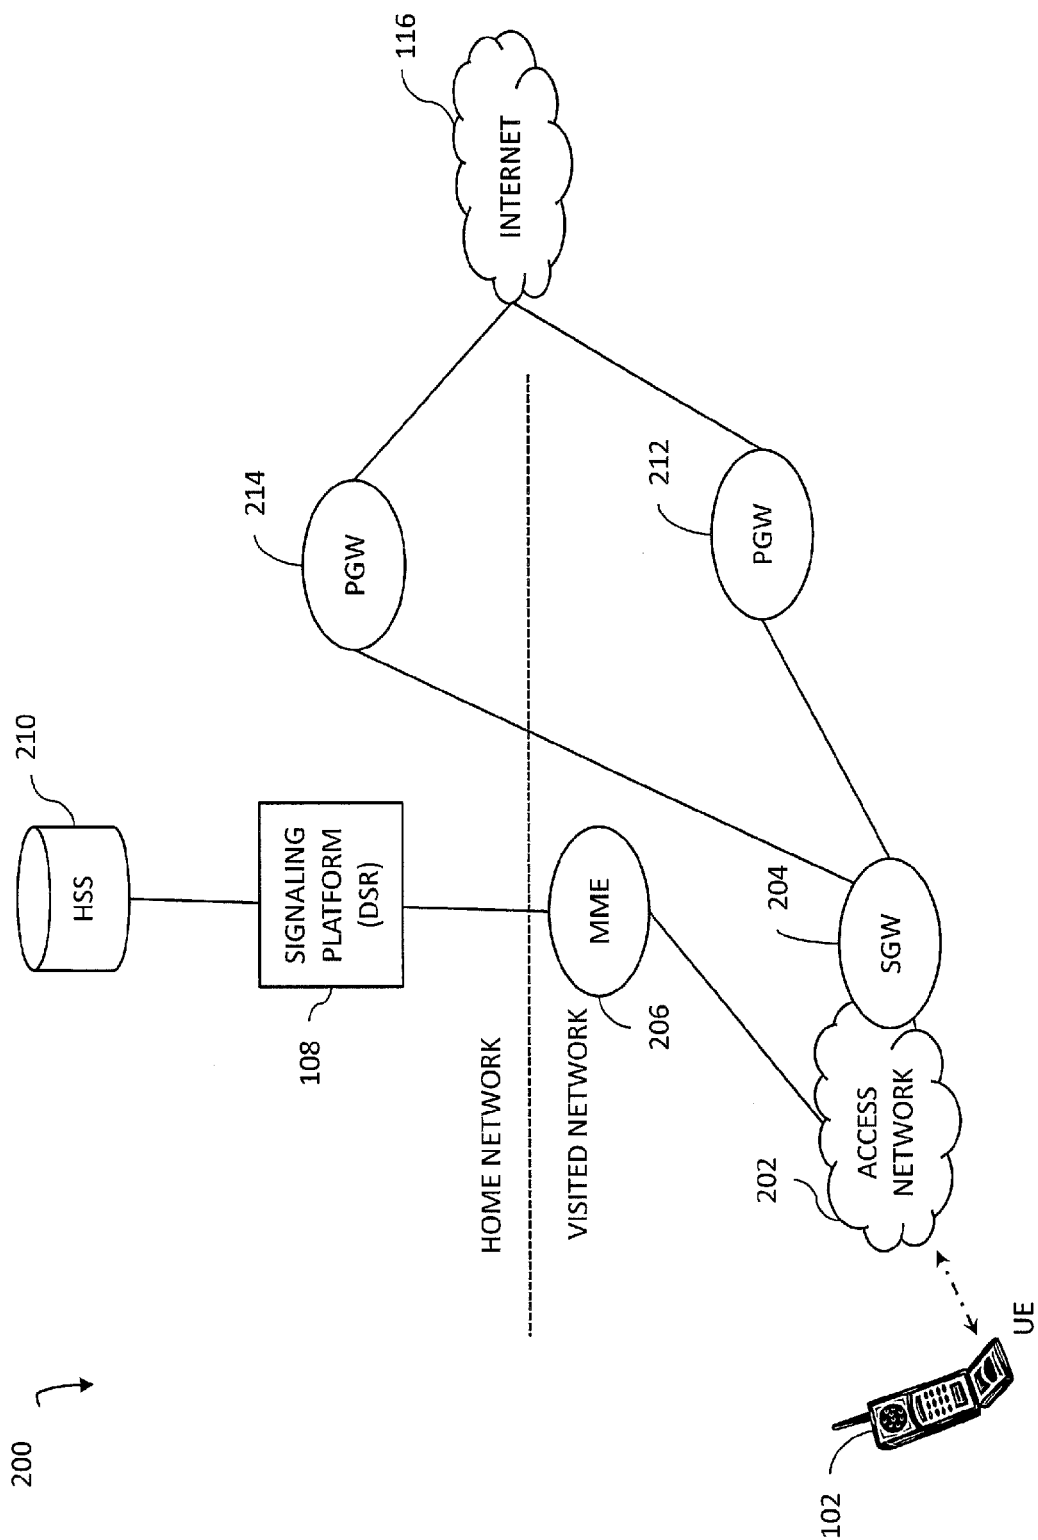 200
210
HSS
SIGNALING
PLATFORM
(DSR)
108
214
PGW
116
INTERNET
HOME NETWORK
VISITED NETWORK
MME
206
212
PGW
204
SGW
202
ACCESS
NETWORK
102
UE